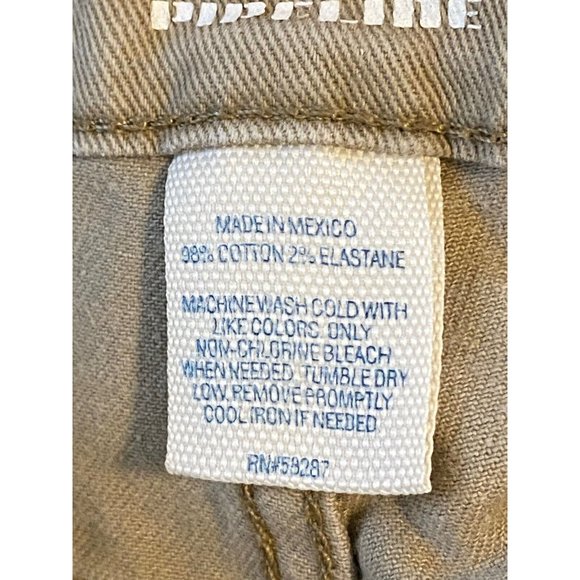 MADE IN MEXICO
98% COTTON 2% ELASTANE
MACHINE WASH COLD WITH
LIKE COLORS ONLY
NON-CHLORINE BLEACH
WHEN NEEDED. TUMBLE DRY
LOW. REMOVE PROMPTLY.
COOL IRON IF NEEDED
RN#59287